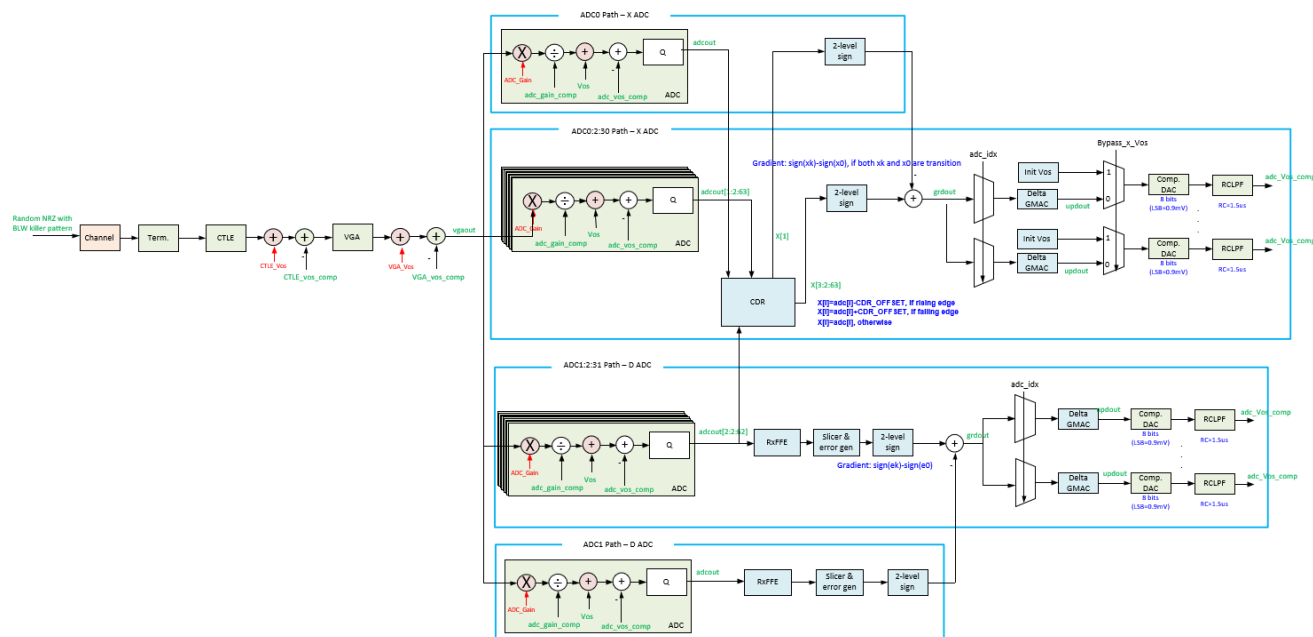 ADC0 Path – X ADC
ADC_Gain
adc_gain_comp
Vos
adc_vos_comp
Q
ADC
adcout
2-level
sign
ADC0:2:30 Path – X ADC
ADC_Gain
adc_gain_comp
Vos
adc_vos_comp
Q
ADC
adcout[1:2:63]
Gradient: sign(xk)-sign(x0), if both xk and x0 are transition
2-level
sign
grdout
adc_idx
Init Vos
Delta
GMAC
updout
Bypass_x_Vos
1
0
Comp.
DAC
8 bits
(LSB=0.9mV)
RCLPF
RC=1.5us
adc_Vos_comp
Init Vos
Delta
GMAC
updout
1
0
Comp.
DAC
8 bits
(LSB=0.9mV)
RCLPF
RC=1.5us
adc_Vos_comp
X[1]
X[3:2:63]
CDR
X[i]=adc[i]-CDR_OFFSET, if rising edge
X[i]=adc[i]+CDR_OFFSET, if falling edge
X[i]=adc[i], otherwise
Random NRZ with
BLW killer pattern
Channel
Term.
CTLE
CTLE_Vos
CTLE_vos_comp
VGA
VGA_Vos
VGA_vos_comp
vgaout
ADC1:2:31 Path – D ADC
ADC_Gain
adc_gain_comp
Vos
adc_vos_comp
Q
ADC
adcout[2:2:62]
RxFFE
Slicer &
error gen
2-level
sign
Gradient: sign(ek)-sign(e0)
grdout
adc_idx
Delta
GMAC
updout
Comp.
DAC
8 bits
(LSB=0.9mV)
RCLPF
RC=1.5us
adc_Vos_comp
Delta
GMAC
updout
Comp.
DAC
8 bits
(LSB=0.9mV)
RCLPF
RC=1.5us
adc_Vos_comp
ADC1 Path – D ADC
ADC_Gain
adc_gain_comp
Vos
adc_vos_comp
Q
ADC
adcout
RxFFE
Slicer &
error gen
2-level
sign